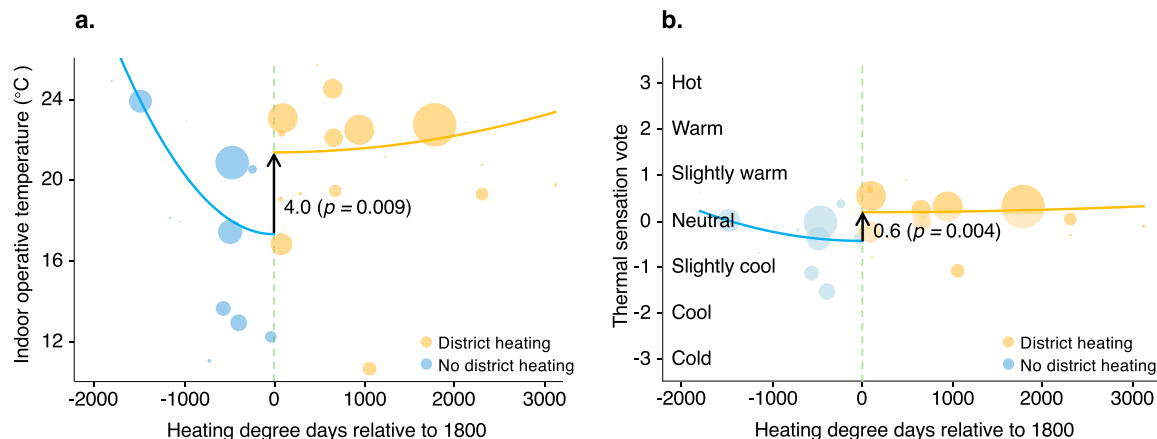 a.
Indoor operative temperature (°C )
24
20
16
12
4.0 (p = 0.009)
District heating
No district heating
-2000 -1000 0 1000 2000 3000
Heating degree days relative to 1800
b.
Thermal sensation vote
3 Hot
2 Warm
1 Slightly warm
0 Neutral
-1 Slightly cool
-2 Cool
-3 Cold
0.6 (p = 0.004)
District heating
No district heating
-2000 -1000 0 1000 2000 3000
Heating degree days relative to 1800